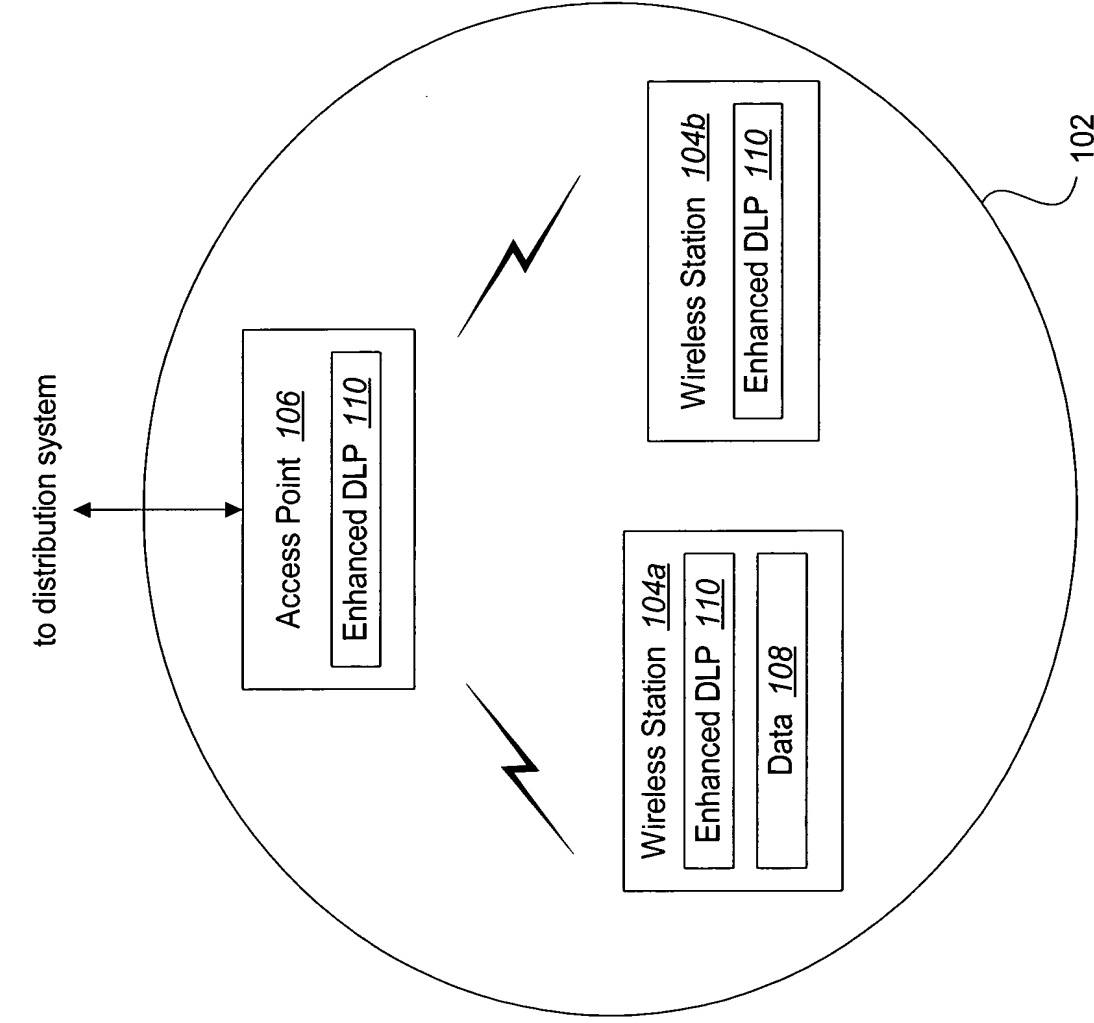 to distribution system
Access Point 106
Enhanced DLP 110
Wireless Station 104a
Enhanced DLP 110
Data 108
Wireless Station 104b
Enhanced DLP 110
102